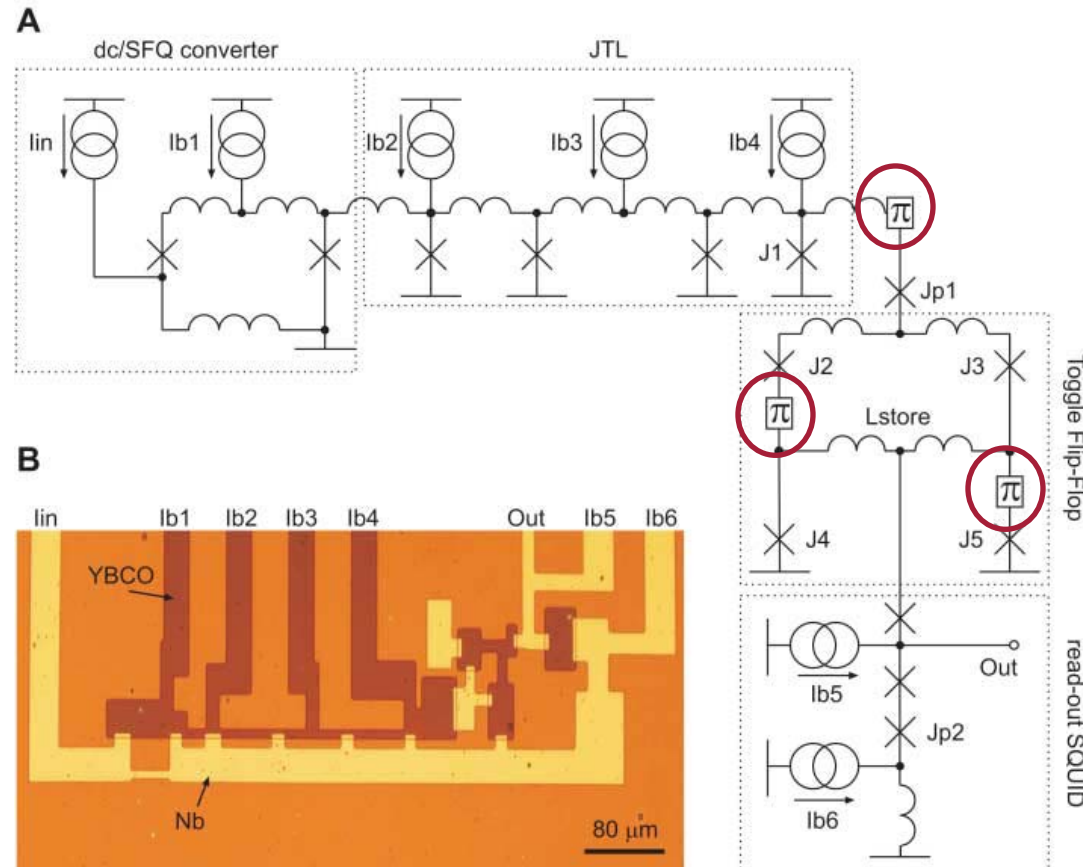 A
dc/SFQ converter
JTL
Iin
Ib1
Ib2
Ib3
Ib4
π
J1
Jp1
J2
J3
π
Lstore
π
J4
J5
Toggle Flip-Flop
B
Iin
Ib1
Ib2
Ib3
Ib4
Out
Ib5
Ib6
YBCO
Nb
80 μm
Ib5
Out
Jp2
Ib6
read-out SQUID